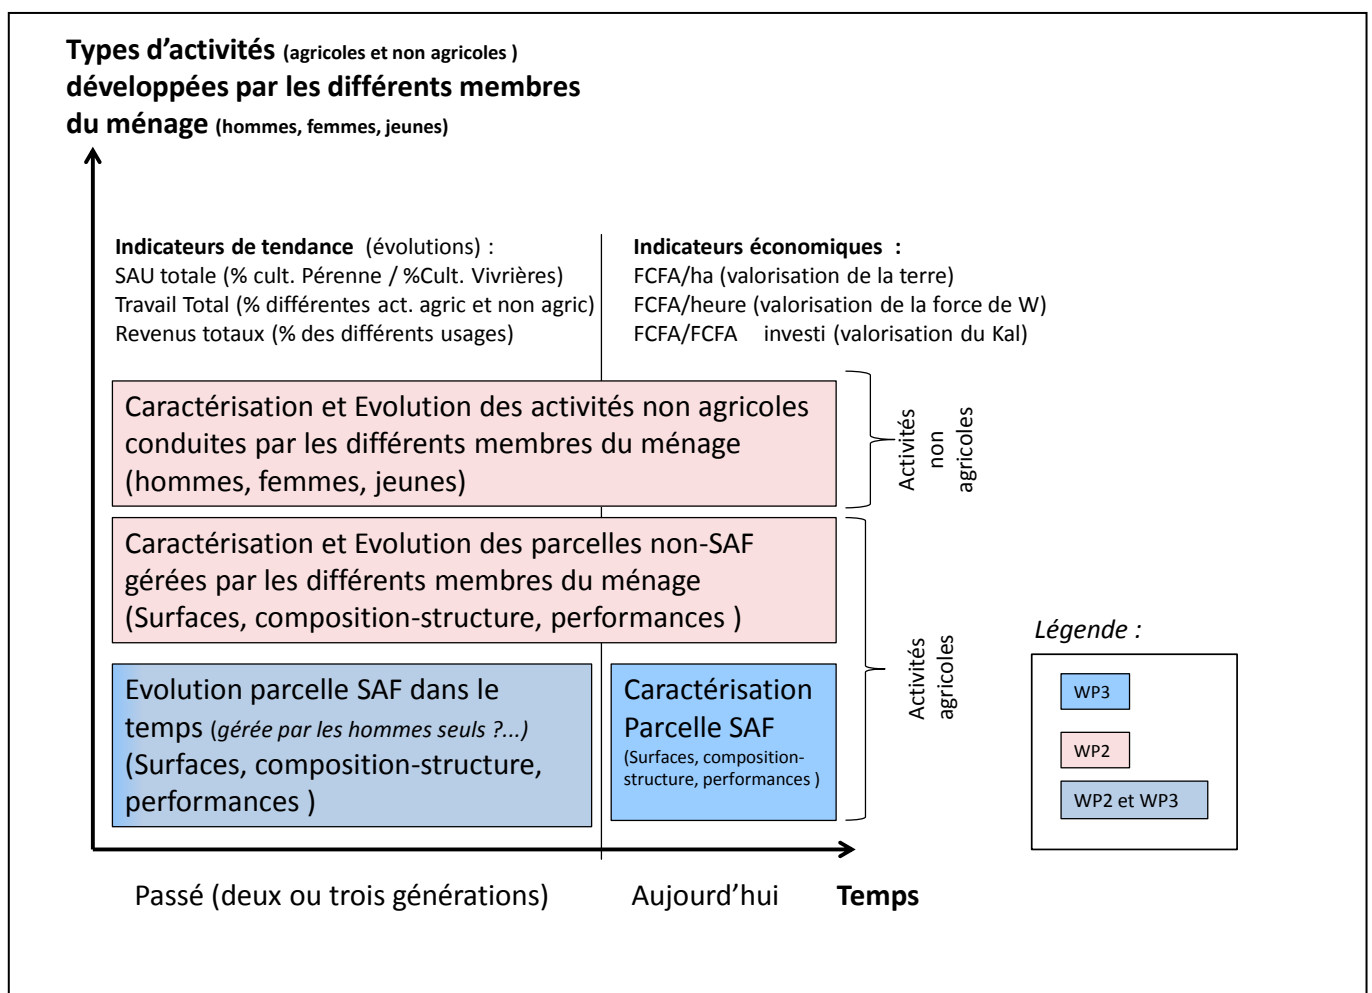 Types d’activités (agricoles et non agricoles )
développées par les différents membres
du ménage (hommes, femmes, jeunes)
Indicateurs de tendance (évolutions) :
SAU totale (% cult. Pérenne / %Cult. Vivrières)
Travail Total (% différentes act. agric et non agric)
Revenus totaux (% des différents usages)
Indicateurs économiques :
FCFA/ha (valorisation de la terre)
FCFA/heure (valorisation de la force de W)
FCFA/FCFA investi (valorisation du Kal)
Caractérisation et Evolution des activités non agricoles
conduites par les différents membres du ménage
(hommes, femmes, jeunes)
Activités
non
agricoles
Caractérisation et Evolution des parcelles non-SAF
gérées par les différents membres du ménage
(Surfaces, composition-structure, performances )
Evolution parcelle SAF dans le
temps (gérée par les hommes seuls ?...)
(Surfaces, composition-structure,
performances )
Caractérisation
Parcelle SAF
(Surfaces, composition-
structure, performances )
Activités
agricoles
Légende :
WP3
WP2
WP2 et WP3
Passé (deux ou trois générations)
Aujourd’hui
Temps